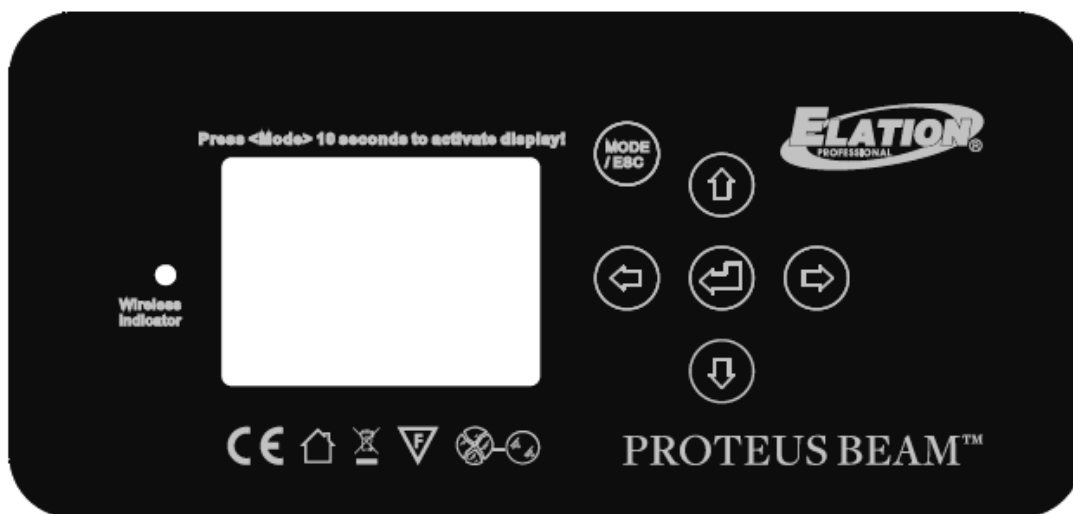 Press <Mode> 10 seconds to activate display!
MODE
/ESC
ELATION®
PROFESSIONAL
Wireless
Indicator
CE
F
PROTEUS BEAM™